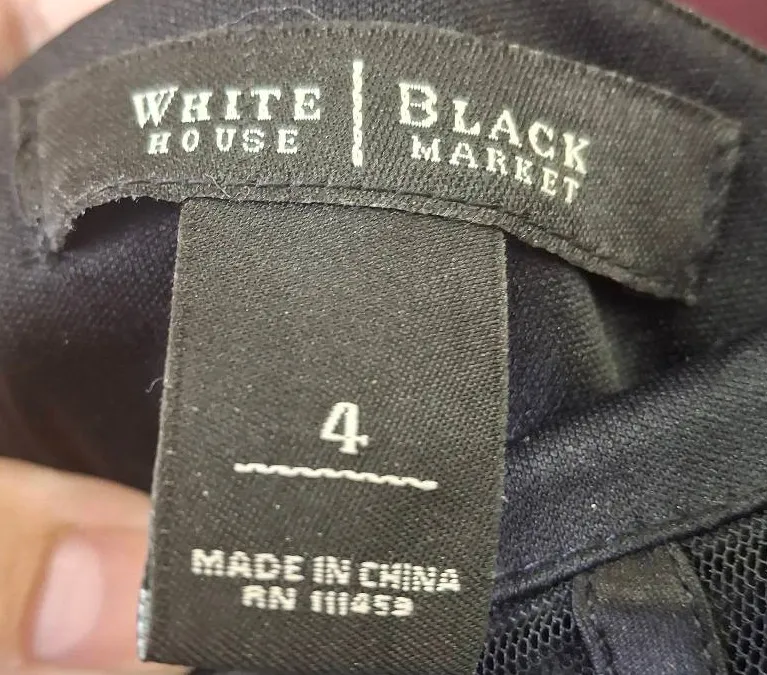 WHITE | BLACK
HOUSE | MARKET
4
MADE IN CHINA
RN 111453